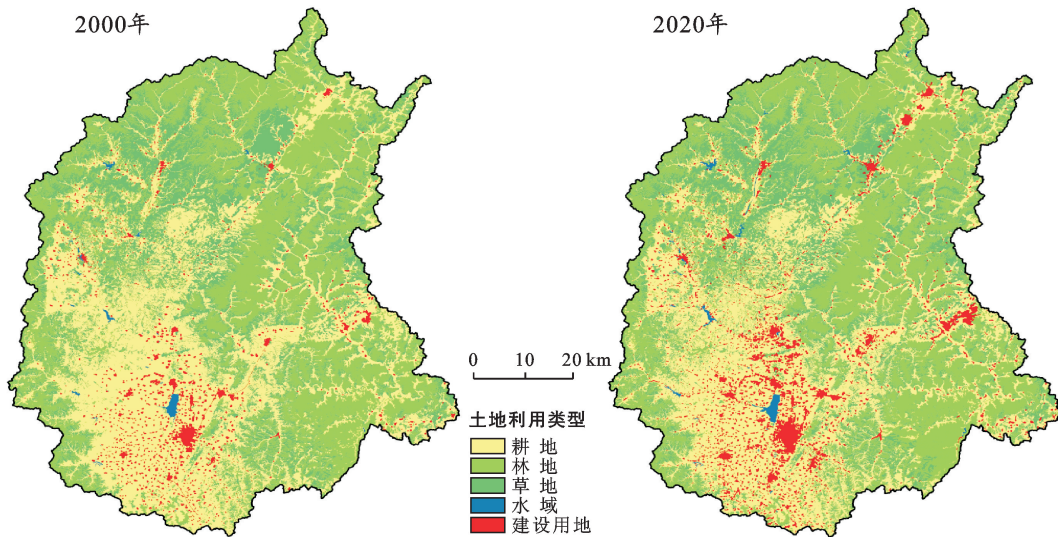 2000年
2020年
0 10 20 km
土地利用类型
耕 地
林 地
草 地
水 域
建设用地